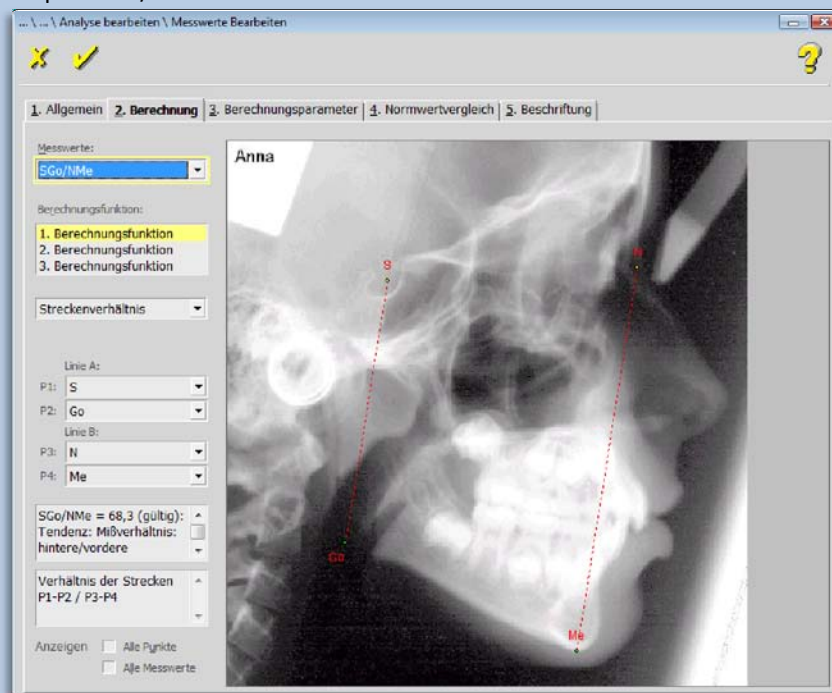 ... \ ... \ Analyse bearbeiten \ Messwerte Bearbeiten
1. Allgemein
2. Berechnung
3. Berechnungsparameter
4. Normwertvergleich
5. Beschriftung
Messwerte:
SGo/NMe
Berechnungsfunktion:
1. Berechnungsfunktion
2. Berechnungsfunktion
3. Berechnungsfunktion
Streckenverhältnis
Linie A:
P1: S
P2: Go
Linie B:
P3: N
P4: Me
SGo/NMe = 68,3 (gültig):
Tendenz: Mißverhältnis:
hintere/vordere
Verhältnis der Strecken
P1-P2 / P3-P4
Anzeigen
Alle Punkte
Alle Messwerte
Anna
S
N
Go
Me